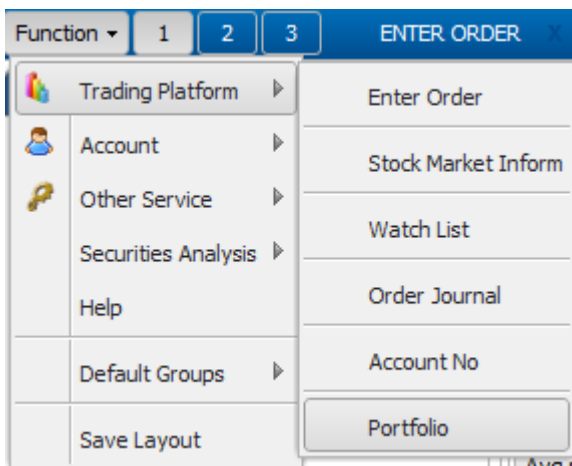 Function 1 2 3 ENTER ORDER X
Trading Platform
Account
Other Service
Securities Analysis
Help
Default Groups
Save Layout
Enter Order
Stock Market Inform
Watch List
Order Journal
Account No
Portfolio